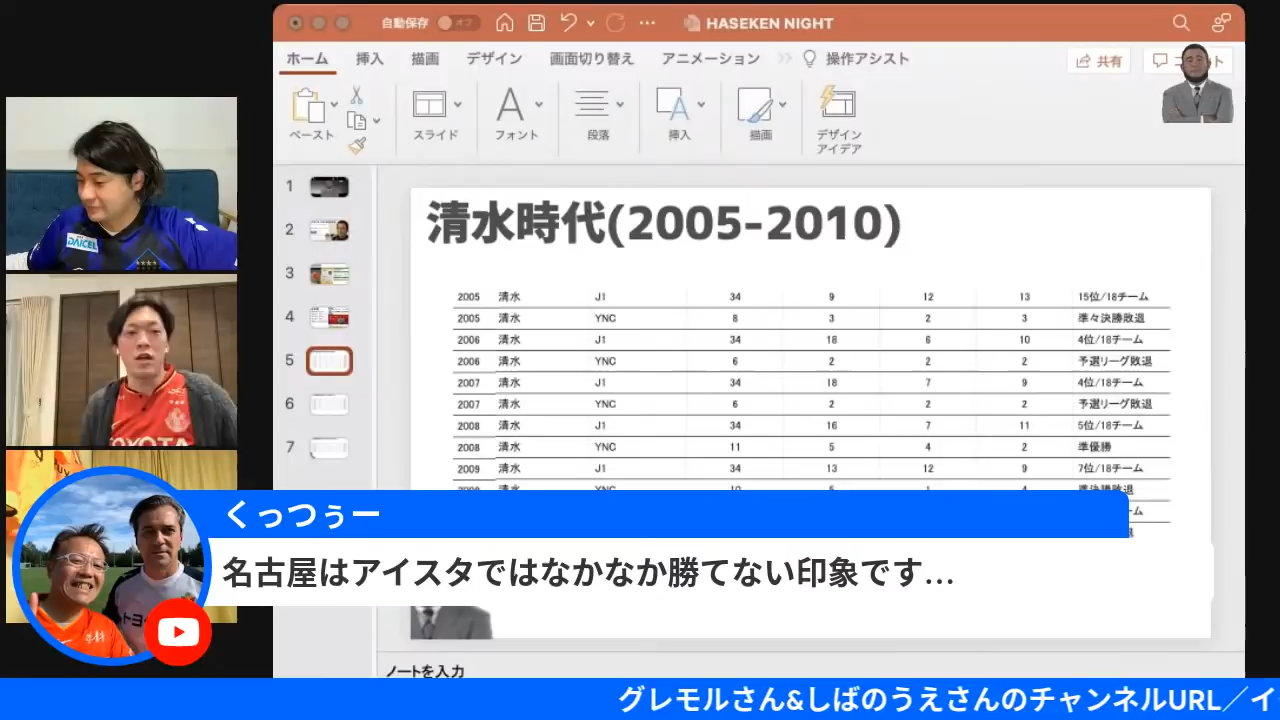 自動保存 オフ
HASEKEN NIGHT
ホーム 挿入 描画 デザイン 画面切り替え アニメーション 操作アシスト
共有
ペースト スライド フォント 段落 挿入 描画 デザイン
アイデア
1
2
3
4
5
6
7
清水時代(2005-2010)
2005 清水 J1 34 9 12 13 15位/18チーム
2005 清水 YNC 8 3 2 3 準々決勝敗退
2006 清水 J1 34 18 6 10 4位/18チーム
2006 清水 YNC 6 2 2 2 予選リーグ敗退
2007 清水 J1 34 18 7 9 4位/18チーム
2007 清水 YNC 6 2 2 2 予選リーグ敗退
2008 清水 J1 34 16 7 11 5位/18チーム
2008 清水 YNC 11 5 4 2 準優勝
2009 清水 J1 34 13 12 9 7位/18チーム
DAICEL
TOYOTA
くっつぅー
名古屋はアイスタではなかなか勝てない印象です...
ノートを入力
グレモルさん&しばのうえさんのチャンネルURL／イ